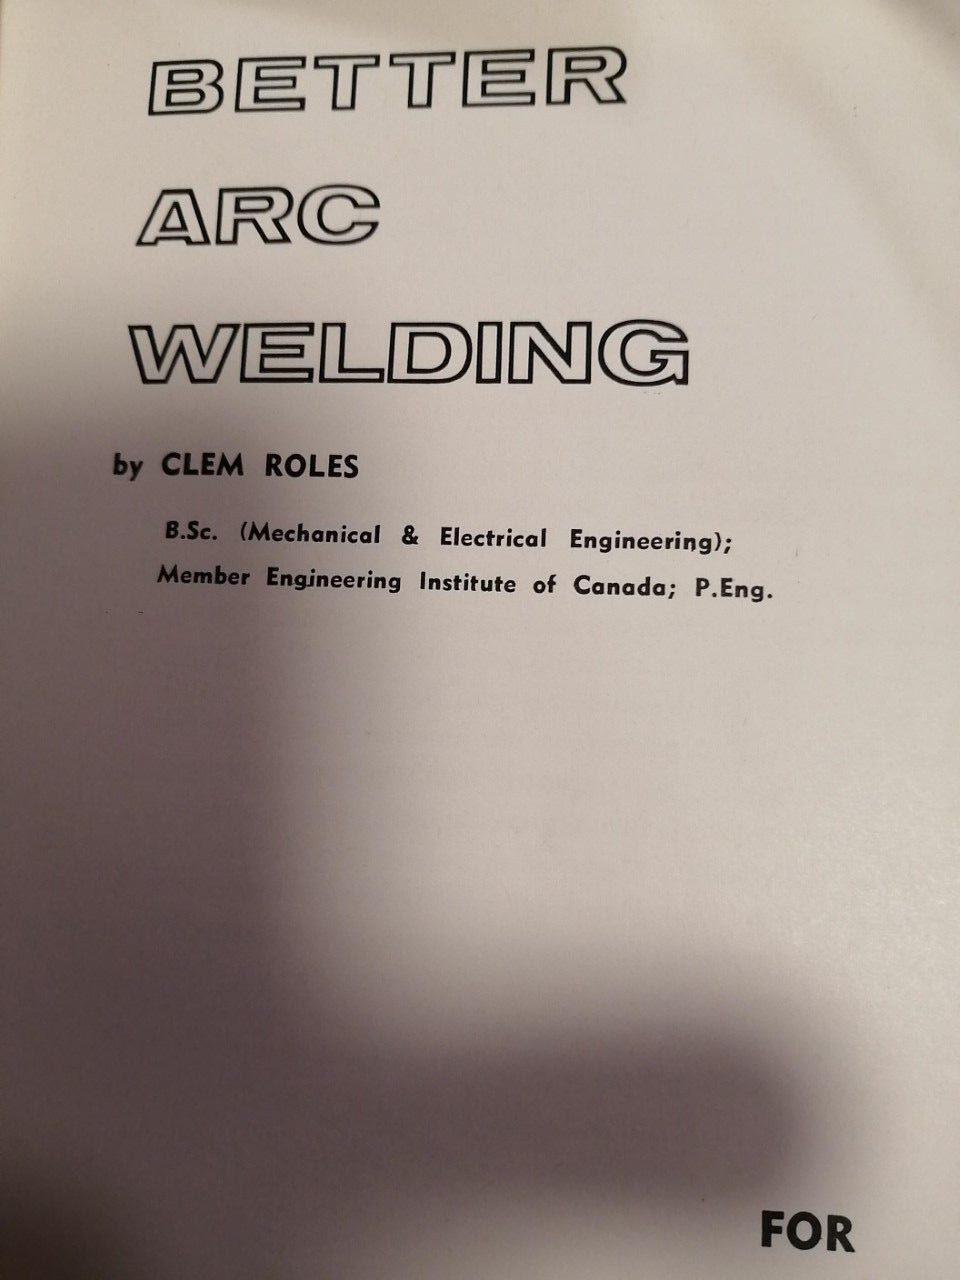 BETTER
ARC
WELDING
by CLEM ROLES
B.Sc. (Mechanical & Electrical Engineering);
Member Engineering Institute of Canada; P.Eng.
FOR